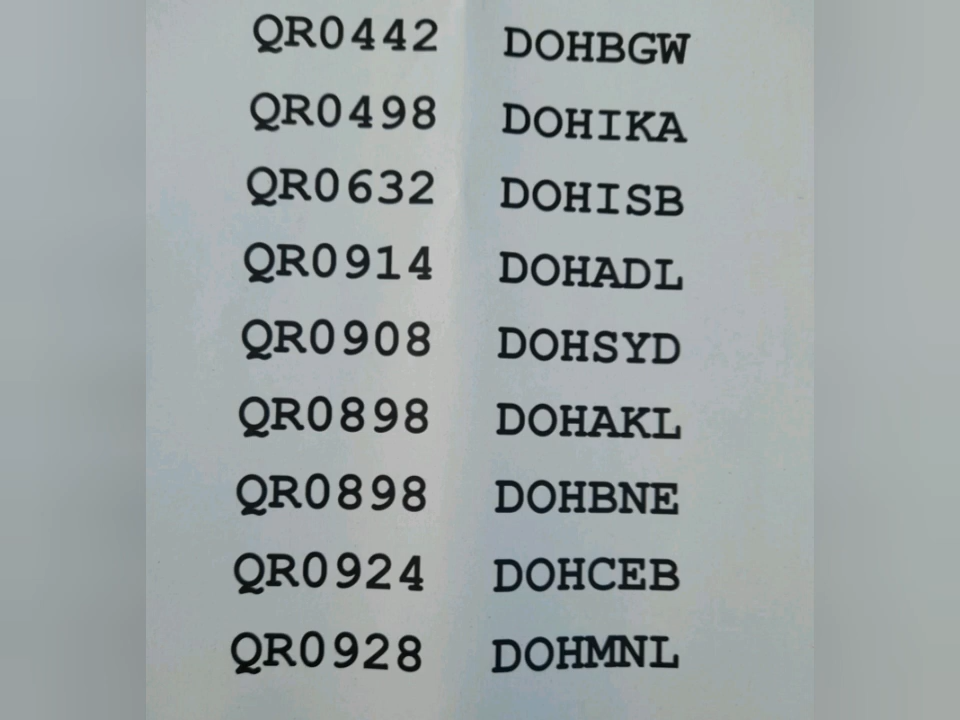 QR0442 DOHBGW
QR0498 DOHIKA
QR0632 DOHISB
QR0914 DOHADL
QR0908 DOHSYD
QR0898 DOHAKL
QR0898 DOHBNE
QR0924 DOHCEB
QR0928 DOHMNL